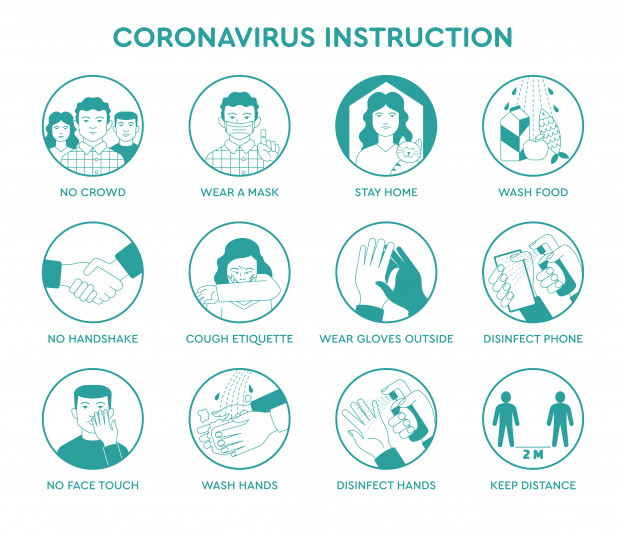 CORONAVIRUS INSTRUCTION
NO CROWD
WEAR A MASK
STAY HOME
WASH FOOD
NO HANDSHAKE
COUGH ETIQUETTE
WEAR GLOVES OUTSIDE
DISINFECT PHONE
NO FACE TOUCH
WASH HANDS
DISINFECT HANDS
2 M
KEEP DISTANCE